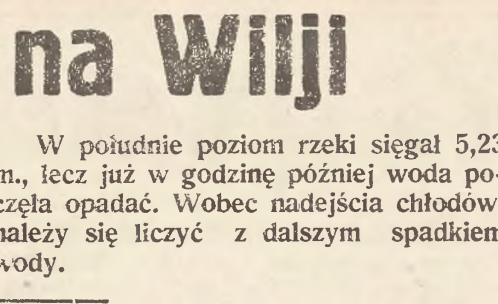 na Wilji
W południe poziom rzeki sięgał 5,23
m., lecz już w godzinę później woda po-
częła opadać. Wobec nadejścia chłodów
należy się liczyć z dalszym spadkiem
wody.